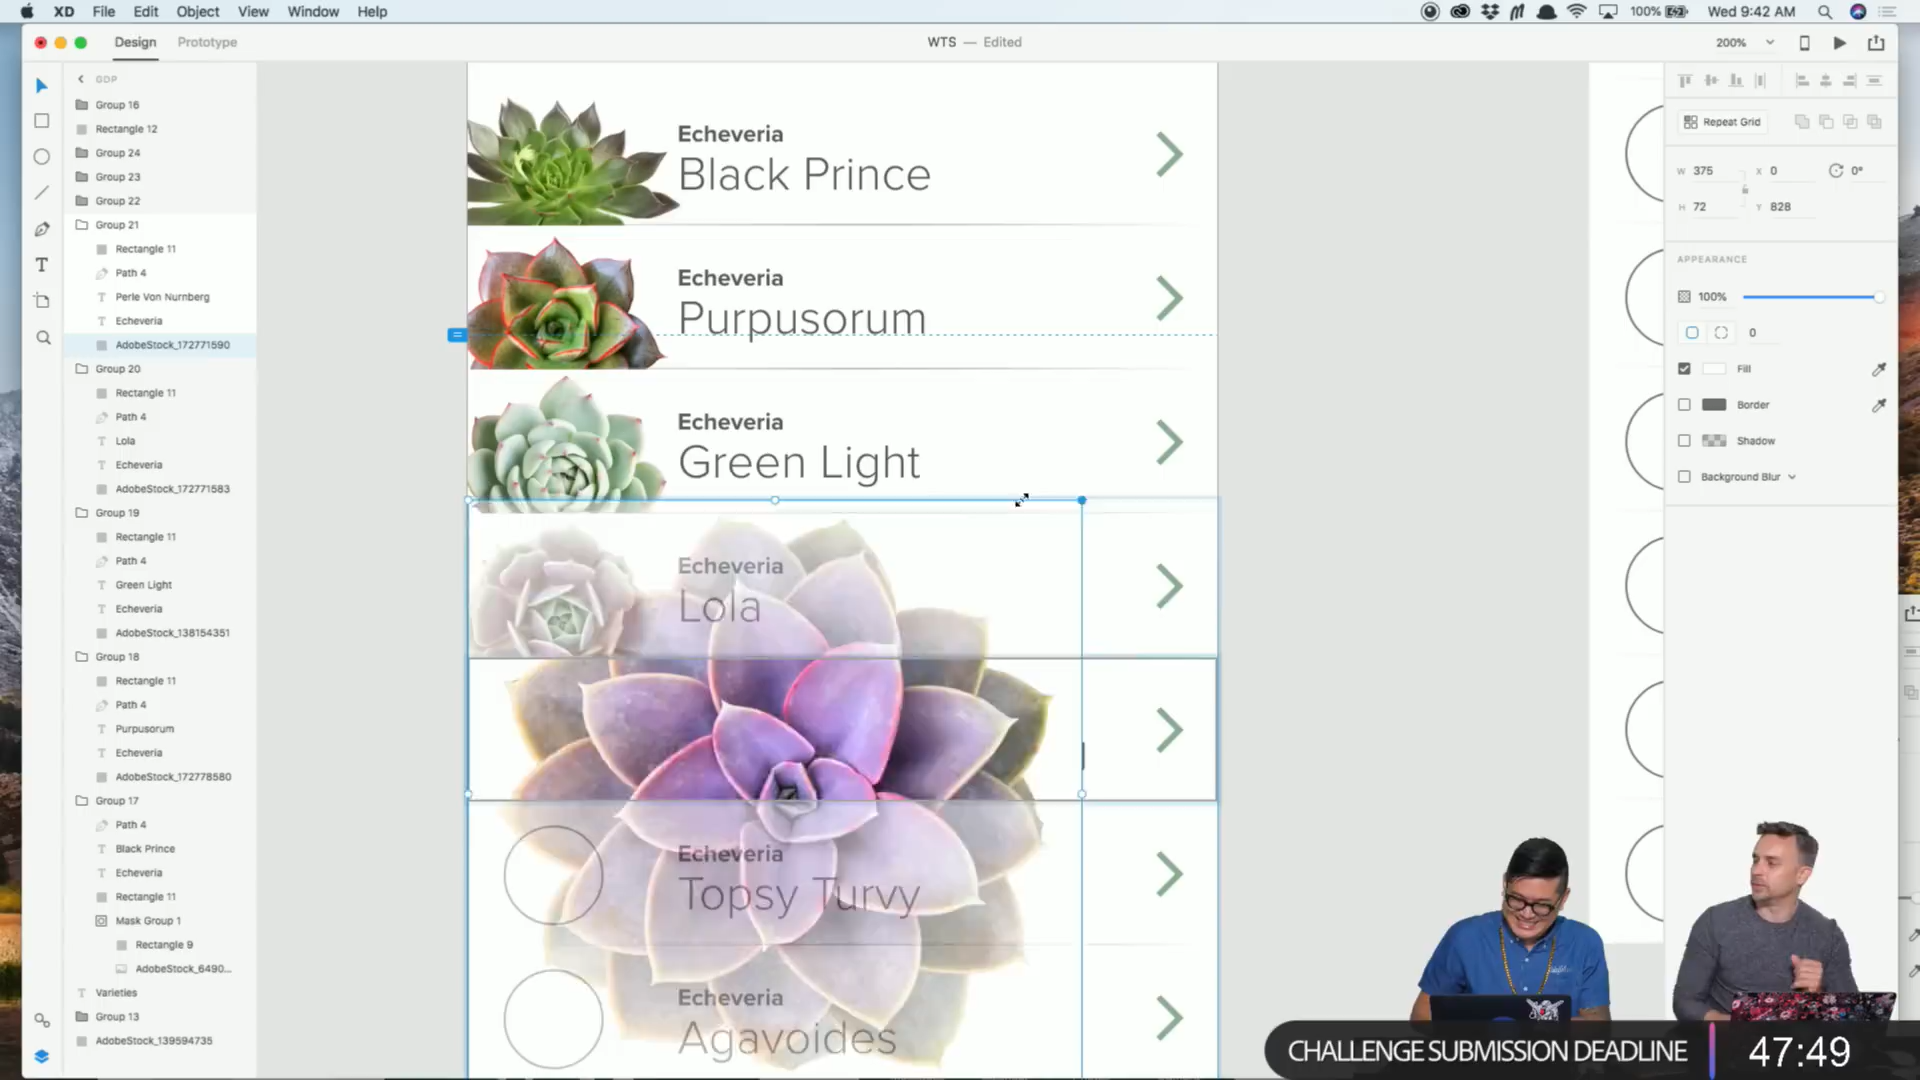 XD File Edit Object View Window Help
100% Wed 9:42 AM
Design Prototype
WTS — Edited
200%
GDP
Group 16
Rectangle 12
Group 24
Group 23
Group 22
Group 21
Rectangle 11
Path 4
Perle Von Nurnberg
Echeveria
AdobeStock_172771590
Group 20
Rectangle 11
Path 4
Lola
Echeveria
AdobeStock_172771583
Group 19
Rectangle 11
Path 4
Green Light
Echeveria
AdobeStock_138154351
Group 18
Rectangle 11
Path 4
Purpusorum
Echeveria
AdobeStock_172778580
Group 17
Path 4
Black Prince
Echeveria
Rectangle 11
Mask Group 1
Rectangle 9
AdobeStock_6490...
Varieties
Group 13
AdobeStock_139594735
Echeveria
Black Prince
Echeveria
Purpusorum
Echeveria
Green Light
Echeveria
Lola
Echeveria
Topsy Turvy
Echeveria
Agavoides
Repeat Grid
W 375 X 0 0°
H 72 Y 828
APPEARANCE
100%
0
Fill
Border
Shadow
Background Blur
CHALLENGE SUBMISSION DEADLINE 47:49